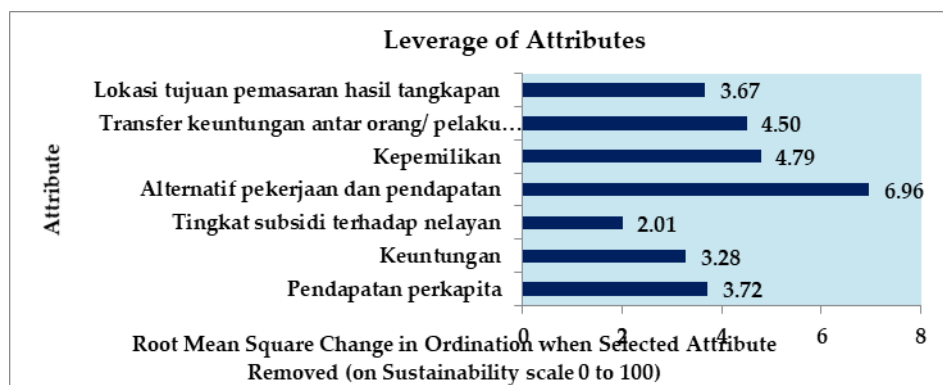 Leverage of Attributes
Attribute
Lokasi tujuan pemasaran hasil tangkapan 3.67
Transfer keuntungan antar orang/ pelaku… 4.50
Kepemilikan 4.79
Alternatif pekerjaan dan pendapatan 6.96
Tingkat subsidi terhadap nelayan 2.01
Keuntungan 3.28
Pendapatan perkapita 3.72
0 2 4 6 8
Root Mean Square Change in Ordination when Selected Attribute
Removed (on Sustainability scale 0 to 100)